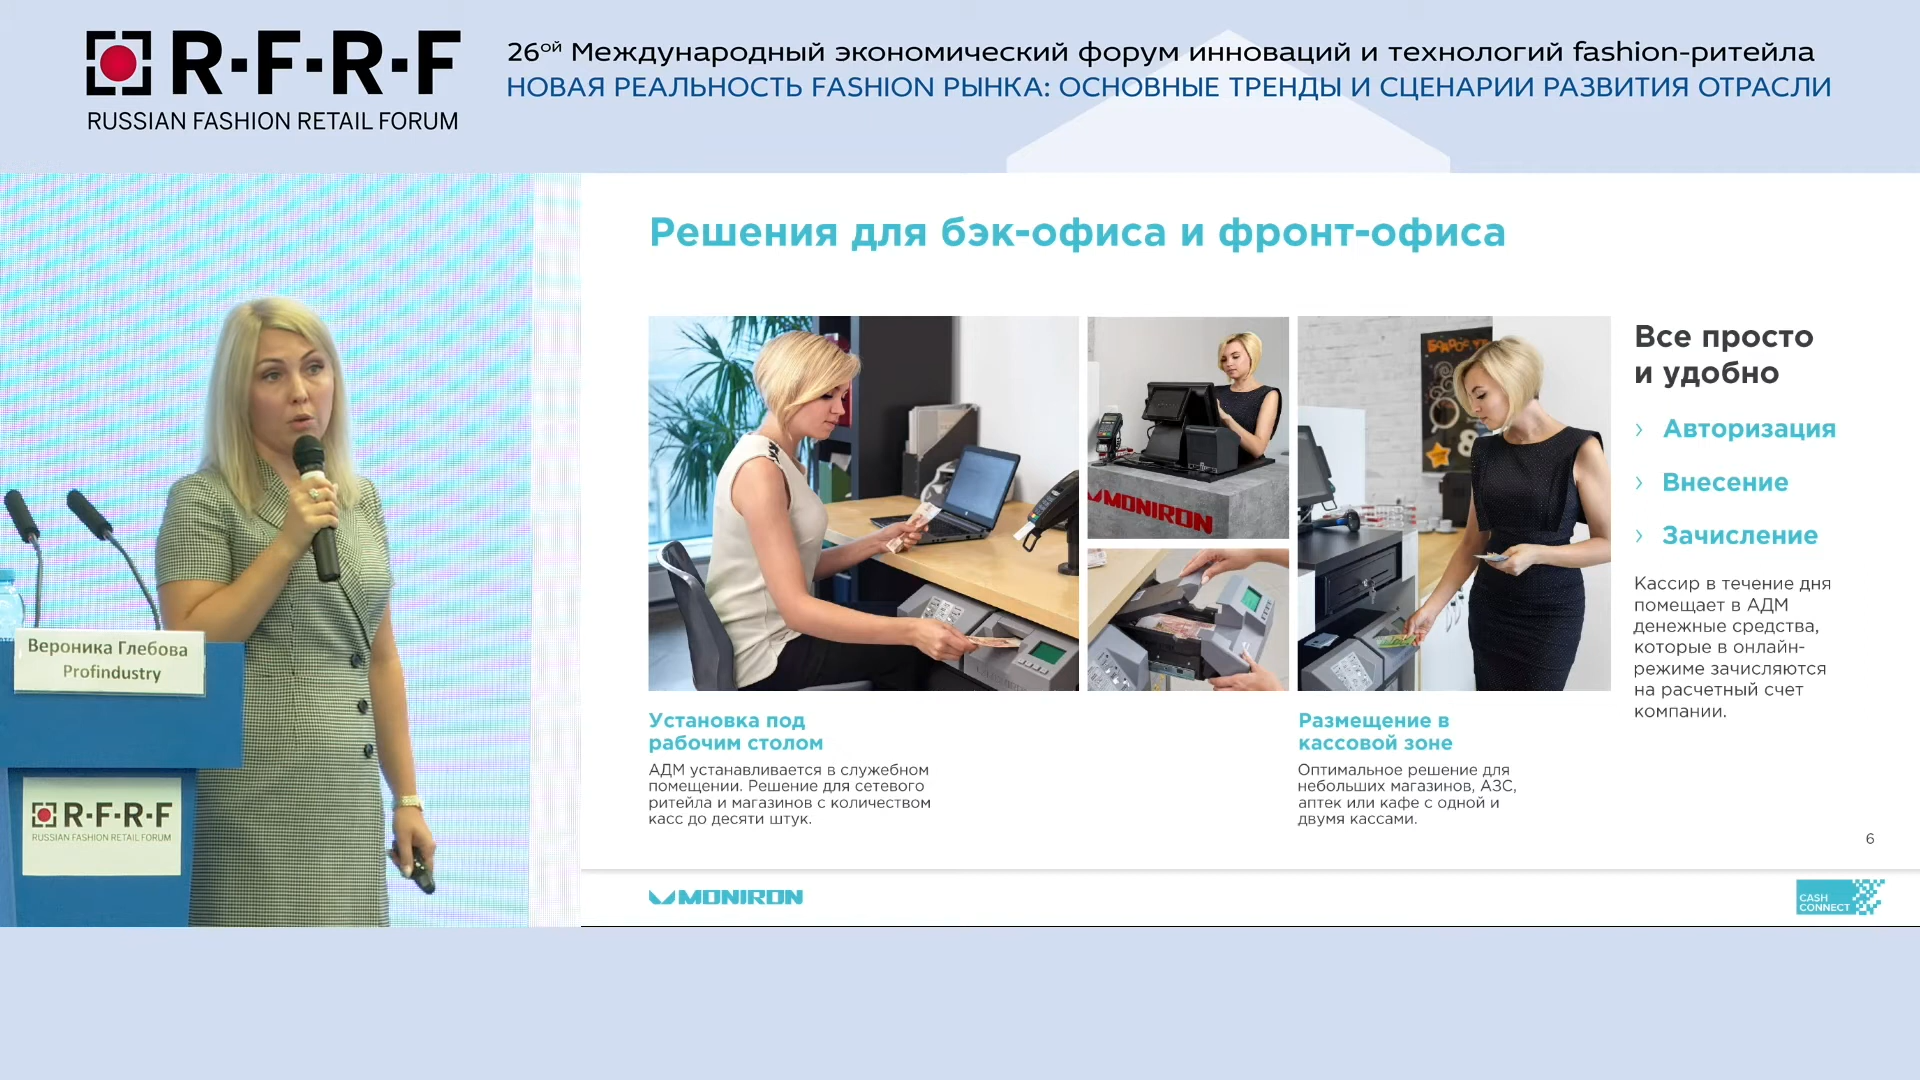 R·F·R·F
RUSSIAN FASHION RETAIL FORUM
26ой Международный экономический форум инноваций и технологий fashion-ритейла
НОВАЯ РЕАЛЬНОСТЬ FASHION РЫНКА: ОСНОВНЫЕ ТРЕНДЫ И СЦЕНАРИИ РАЗВИТИЯ ОТРАСЛИ
Вероника Глебова
Profindustry
R·F·R·F
RUSSIAN FASHION RETAIL FORUM
Решения для бэк-офиса и фронт-офиса
MONIRON
Установка под
рабочим столом
АДМ устанавливается в служебном
помещении. Решение для сетевого
ритейла и магазинов с количеством
касс до десяти штук.
Размещение в
кассовой зоне
Оптимальное решение для
небольших магазинов, АЗС,
аптек или кафе с одной и
двумя кассами.
Все просто
и удобно
› Авторизация
› Внесение
› Зачисление
Кассир в течение дня
помещает в АДМ
денежные средства,
которые в онлайн-
режиме зачисляются
на расчетный счет
компании.
6
MONIRON
CASH
CONNECT